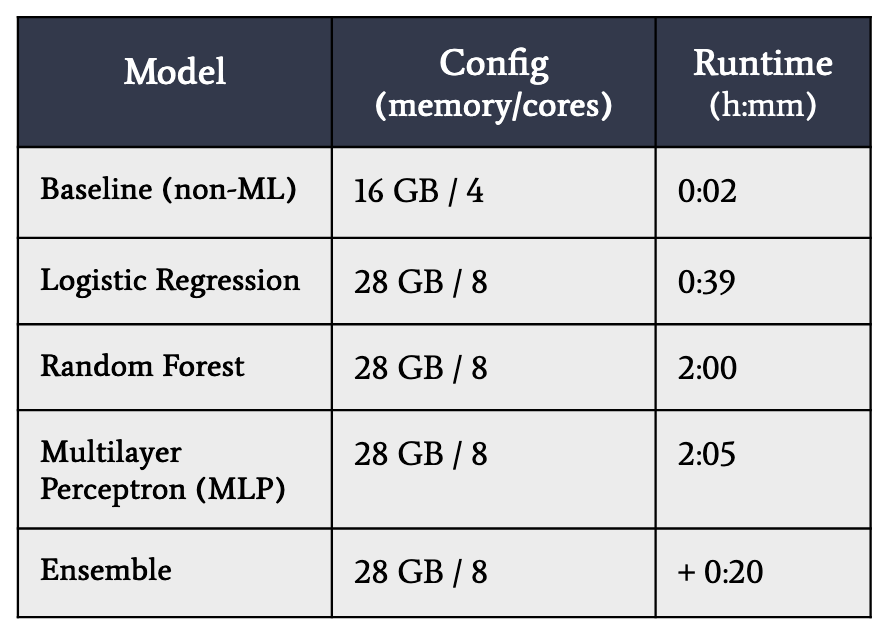 Model
Config
(memory/cores)
Runtime
(h:mm)
Baseline (non-ML)
16 GB / 4
0:02
Logistic Regression
28 GB / 8
0:39
Random Forest
28 GB / 8
2:00
Multilayer
Perceptron (MLP)
28 GB / 8
2:05
Ensemble
28 GB / 8
+ 0:20